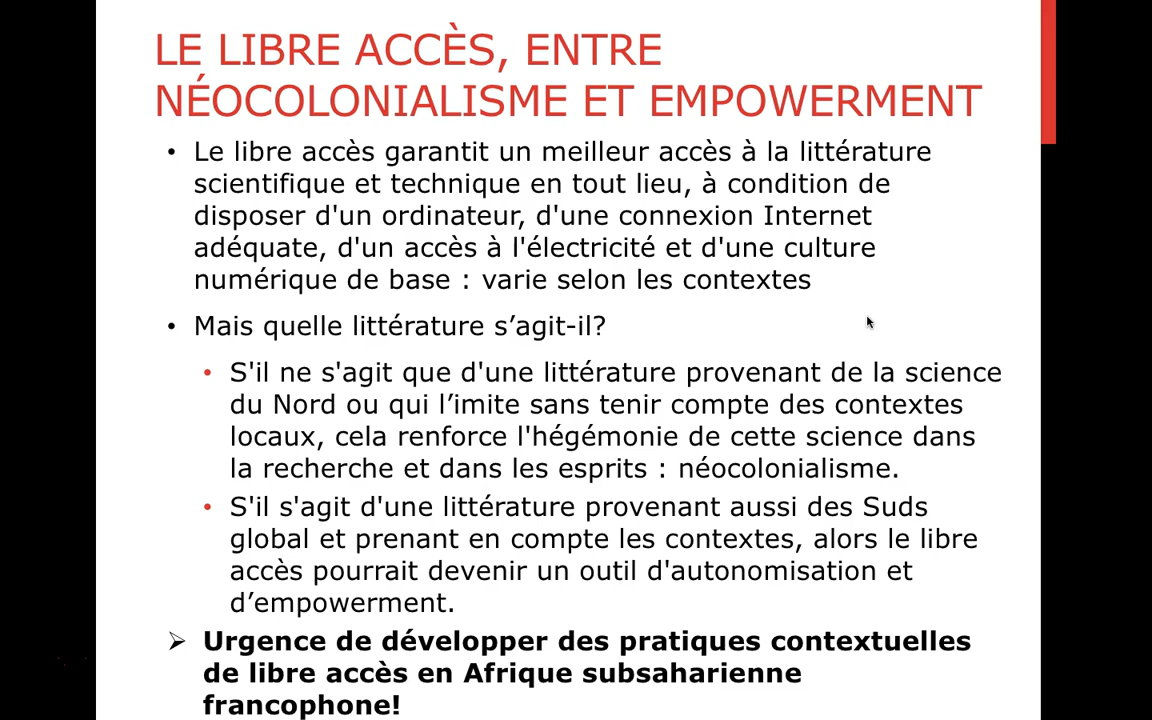 LE LIBRE ACCÈS, ENTRE
NÉOCOLONIALISME ET EMPOWERMENT
• Le libre accès garantit un meilleur accès à la littérature
scientifique et technique en tout lieu, à condition de
disposer d'un ordinateur, d'une connexion Internet
adéquate, d'un accès à l'électricité et d'une culture
numérique de base : varie selon les contextes
• Mais quelle littérature s’agit-il?
• S'il ne s'agit que d'une littérature provenant de la science
du Nord ou qui l’imite sans tenir compte des contextes
locaux, cela renforce l'hégémonie de cette science dans
la recherche et dans les esprits : néocolonialisme.
• S'il s'agit d'une littérature provenant aussi des Suds
global et prenant en compte les contextes, alors le libre
accès pourrait devenir un outil d'autonomisation et
d’empowerment.
➢ Urgence de développer des pratiques contextuelles
de libre accès en Afrique subsaharienne
francophone!